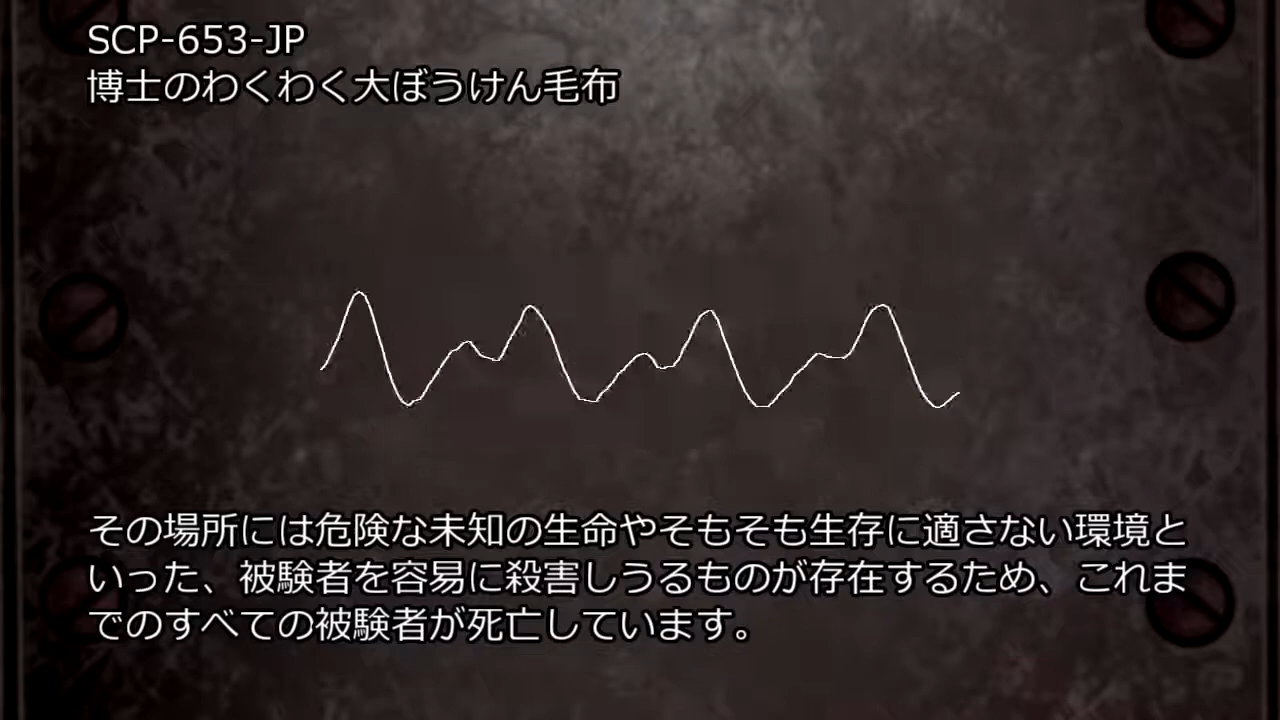 SCP-653-JP
博士のわくわく大ぼうけん毛布
その場所には危険な未知の生命やそもそも生存に適さない環境と
いった、被験者を容易に殺害しうるものが存在するため、これま
でのすべての被験者が死亡しています。